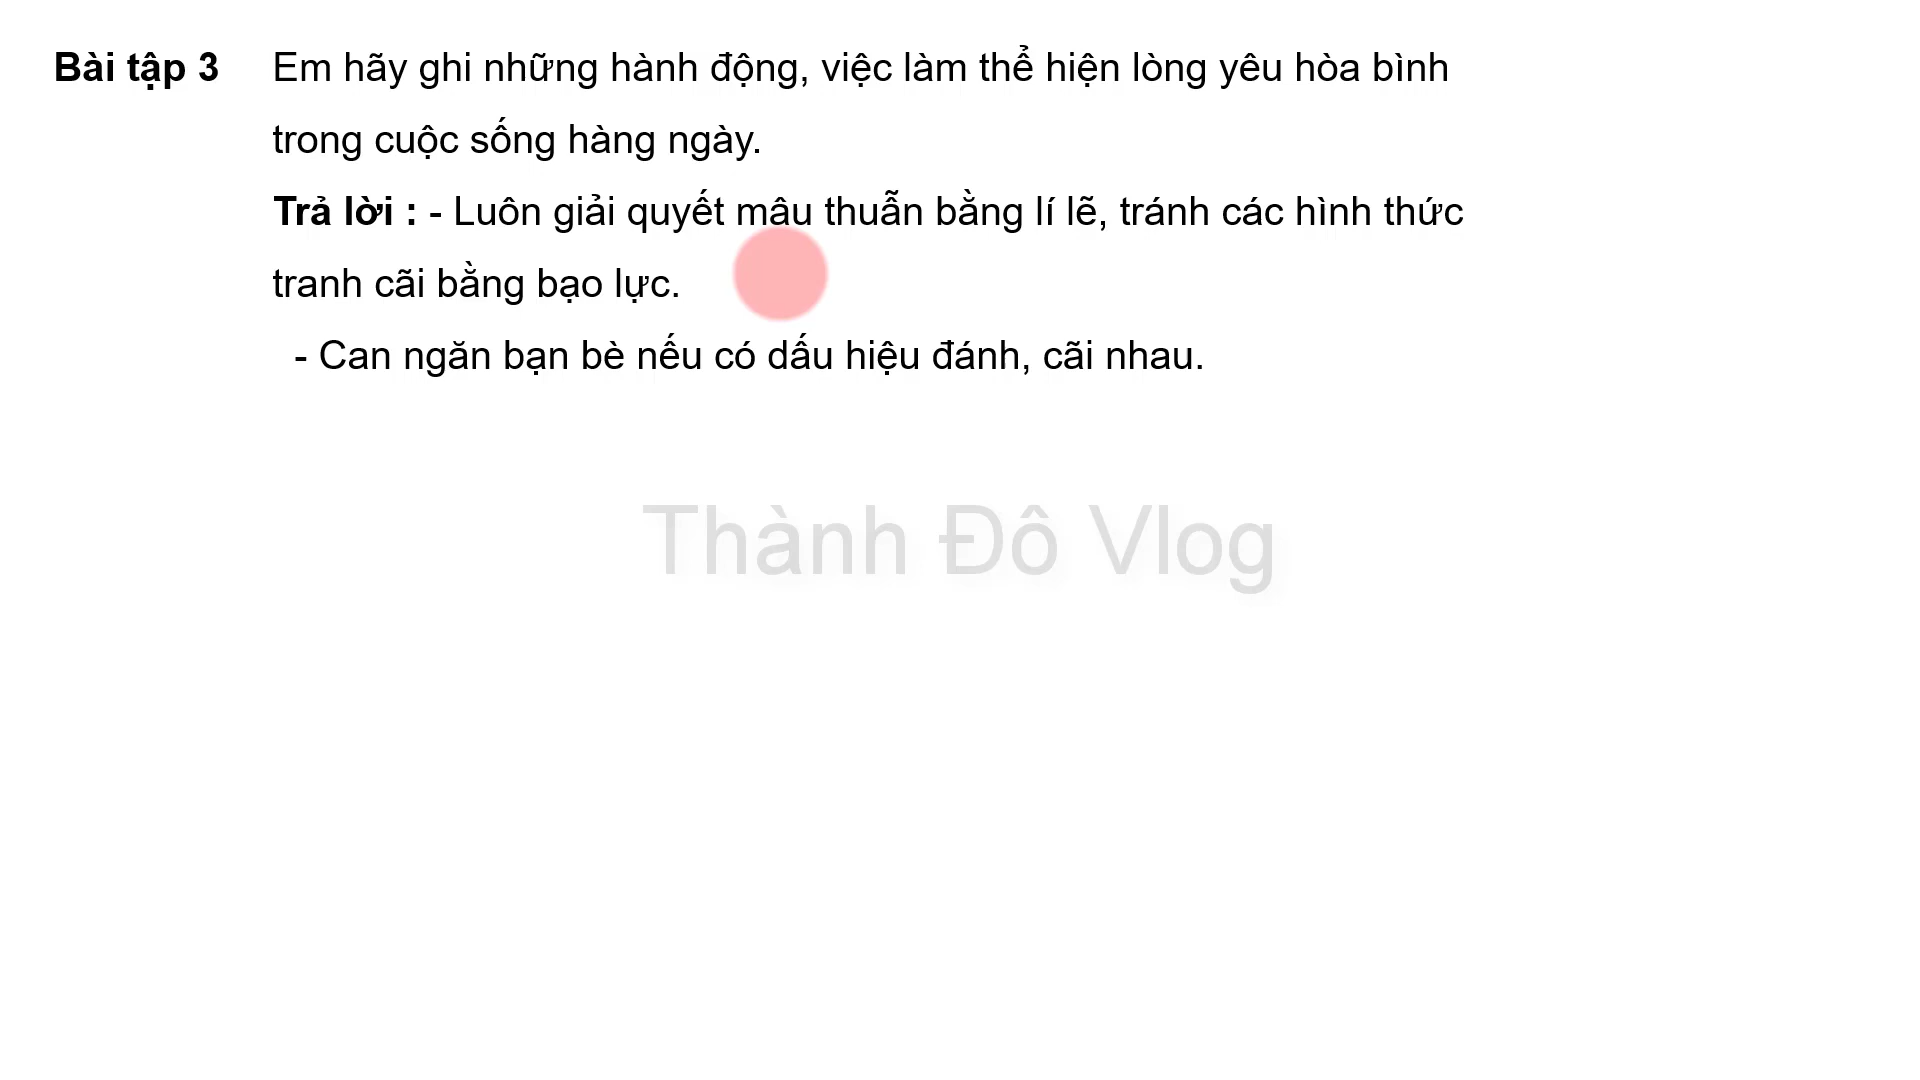 Bài tập 3 Em hãy ghi những hành động, việc làm thể hiện lòng yêu hòa bình
trong cuộc sống hàng ngày.
Trả lời : - Luôn giải quyết mâu thuẫn bằng lí lẽ, tránh các hình thức
tranh cãi bằng bạo lực.
- Can ngăn bạn bè nếu có dấu hiệu đánh, cãi nhau.
Thành Đô Vlog